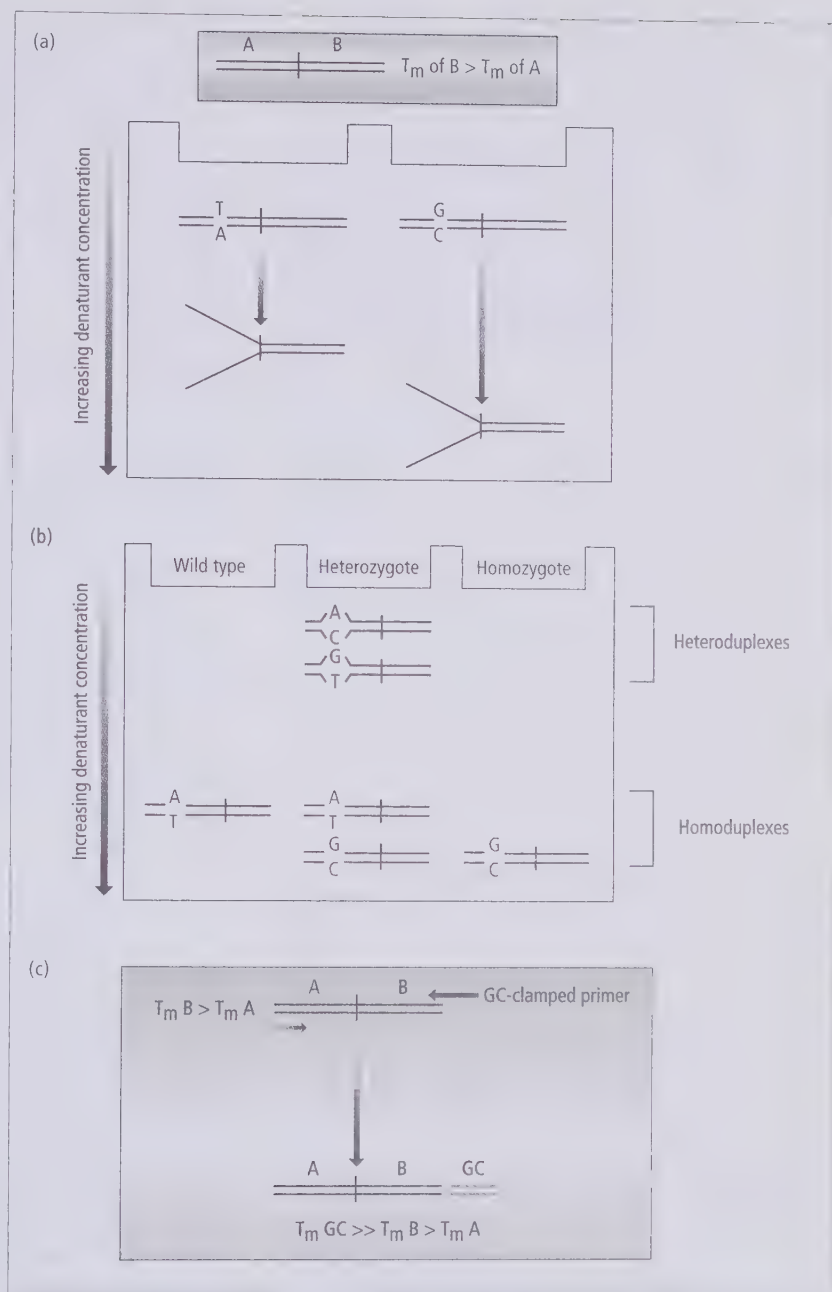 (a)
A B
Tm of B > Tm of A
Increasing denaturant concentration
T G
A C
(b)
Increasing denaturant concentration
Wild type Heterozygote Homozygote
A
C
G
T
Heteroduplexes
A A
T T
G G
C C
Homoduplexes
(c)
A B
GC-clamped primer
Tm B > Tm A
A B GC
Tm GC >> Tm B > Tm A